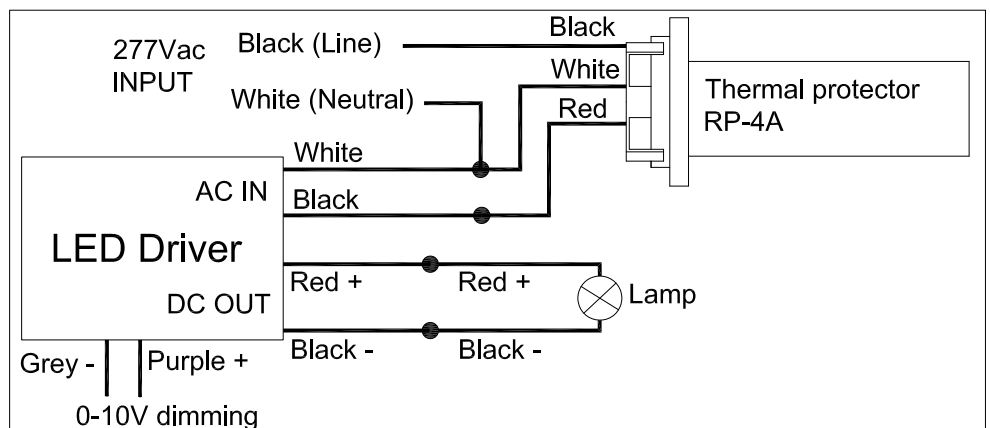 277Vac
INPUT
Black (Line)
White (Neutral)
Black
White
Red
Thermal protector
RP-4A
White
AC IN
Black
LED Driver
Red +
Red +
Lamp
DC OUT
Black -
Black -
Grey -
Purple +
0-10V dimming